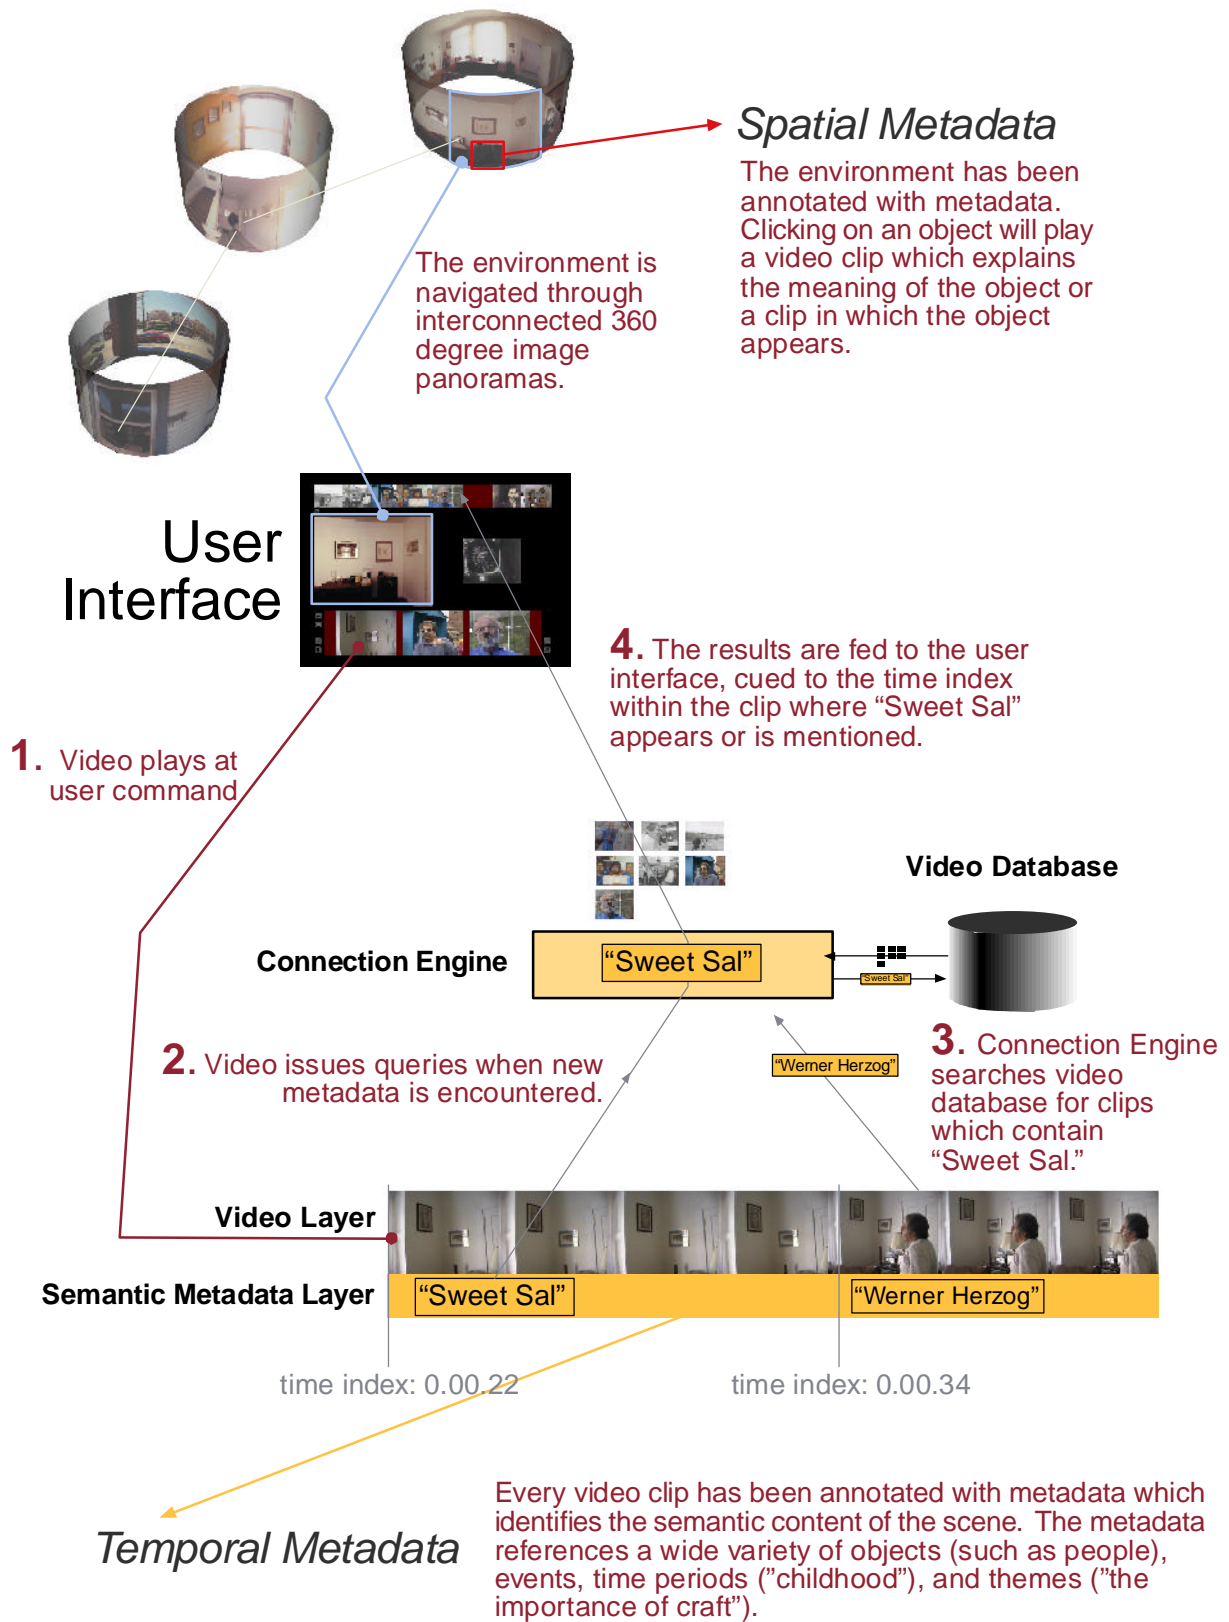 Spatial Metadata
The environment has been
annotated with metadata.
Clicking on an object will play
a video clip which explains
the meaning of the object or
a clip in which the object
appears.
The environment is
navigated through
interconnected 360
degree image
panoramas.
User
Interface
4. The results are fed to the user
interface, cued to the time index
within the clip where “Sweet Sal”
appears or is mentioned.
1. Video plays at
user command
Video Database
Connection Engine
“Sweet Sal”
“Sweet Sal”
2. Video issues queries when new
metadata is encountered.
“Werner Herzog”
3. Connection Engine
searches video
database for clips
which contain
“Sweet Sal.”
Video Layer
Semantic Metadata Layer
“Sweet Sal”
“Werner Herzog”
time index: 0.00.22
time index: 0.00.34
Temporal Metadata
Every video clip has been annotated with metadata which
identifies the semantic content of the scene. The metadata
references a wide variety of objects (such as people),
events, time periods (”childhood”), and themes (”the
importance of craft”).